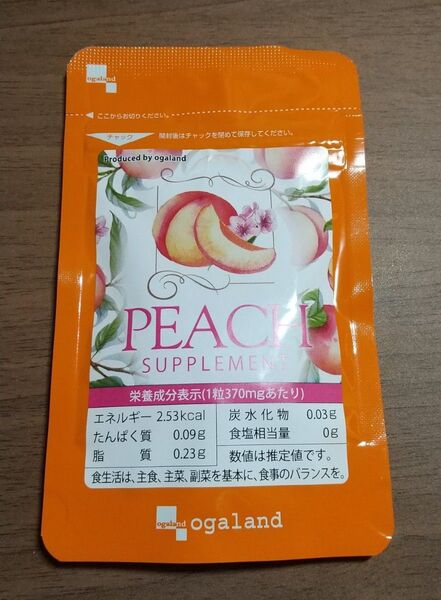 ogaland
ここからお切りください。
チャック
開封後はチャックを閉めて保存してください。
Produced by ogaland
PEACH
SUPPLEMENT
栄養成分表示(1粒370mgあたり)
エネルギー 2.53kcal
たんぱく質 0.09g
脂質 0.23g
炭水化物 0.03g
食塩相当量 0g
数値は推定値です。
食生活は、主食、主菜、副菜を基本に、食事のバランスを。
ogaland
ogaland